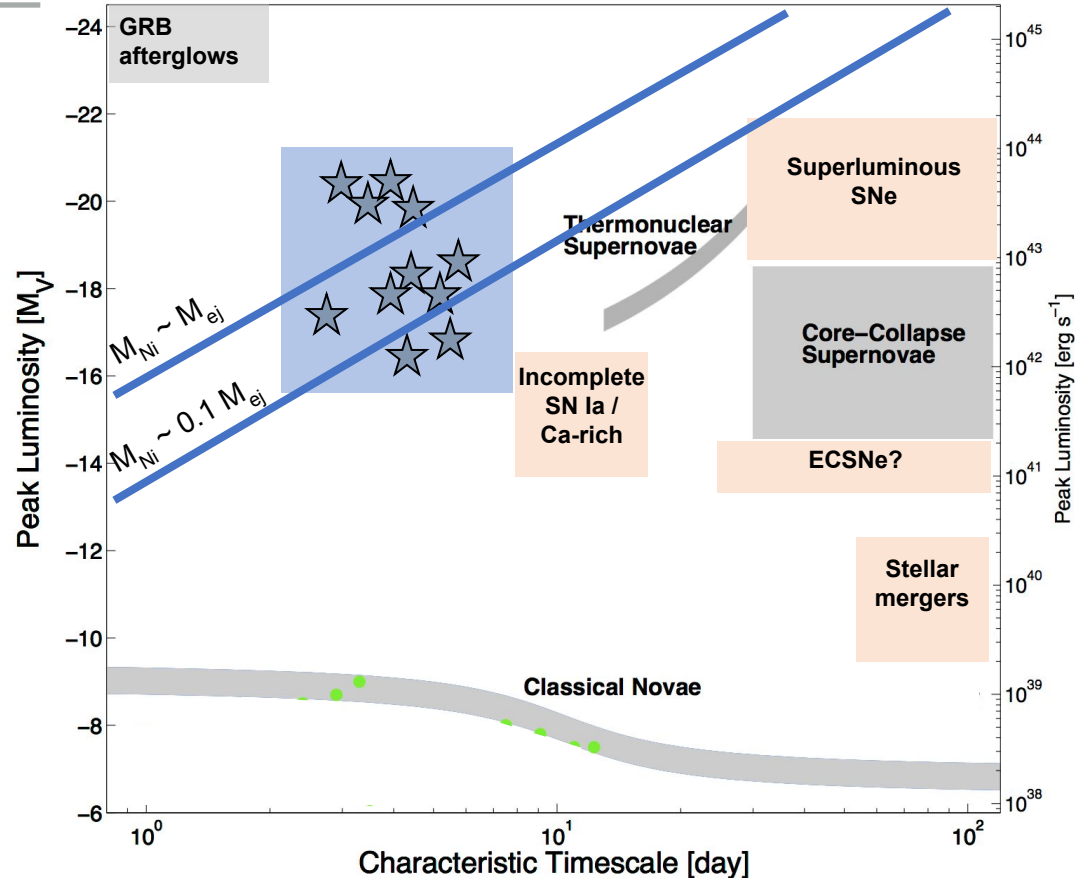 −24
−22
−20
−18
−16
−14
−12
−10
−8
−6
Peak Luminosity [M_V]
GRB
afterglows
M_Ni ~ M_ej
M_Ni ~ 0.1 M_ej
Thermonuclear
Supernovae
Superluminous
SNe
Core−Collapse
Supernovae
Incomplete
SN Ia /
Ca-rich
ECSNe?
Stellar
mergers
Classical Novae
10^45
10^44
10^43
10^42
10^41
10^40
10^39
10^38
Peak Luminosity [erg s^−1]
10^0
10^1
10^2
Characteristic Timescale [day]